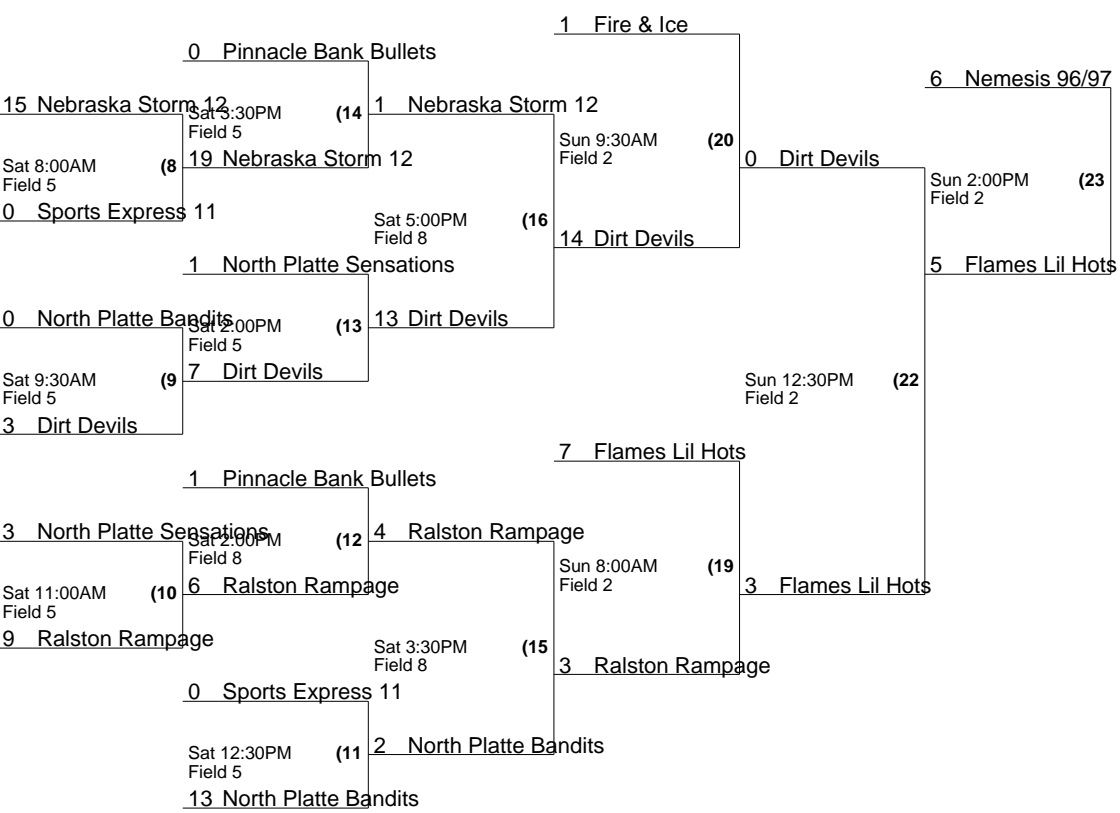 1 Fire & Ice
0 Pinnacle Bank Bullets
6 Nemesis 96/97
15 Nebraska Storm 12
Sat 3:30PM (14
Field 5
1 Nebraska Storm 12
Sun 9:30AM (20
Field 2
19 Nebraska Storm 12
0 Dirt Devils
Sat 8:00AM (8
Field 5
Sun 2:00PM (23
Field 2
0 Sports Express 11
Sat 5:00PM (16
Field 8
14 Dirt Devils
1 North Platte Sensations
5 Flames Lil Hots
0 North Platte Bandits
Sat 2:00PM (13
Field 5
13 Dirt Devils
7 Dirt Devils
Sat 9:30AM (9
Field 5
Sun 12:30PM (22
Field 2
3 Dirt Devils
7 Flames Lil Hots
1 Pinnacle Bank Bullets
3 North Platte Sensations
Sat 2:00PM (12
Field 8
4 Ralston Rampage
Sun 8:00AM (19
Field 2
6 Ralston Rampage
3 Flames Lil Hots
Sat 11:00AM (10
Field 5
9 Ralston Rampage
Sat 3:30PM (15
Field 8
3 Ralston Rampage
0 Sports Express 11
Sat 12:30PM (11
Field 5
2 North Platte Bandits
13 North Platte Bandits